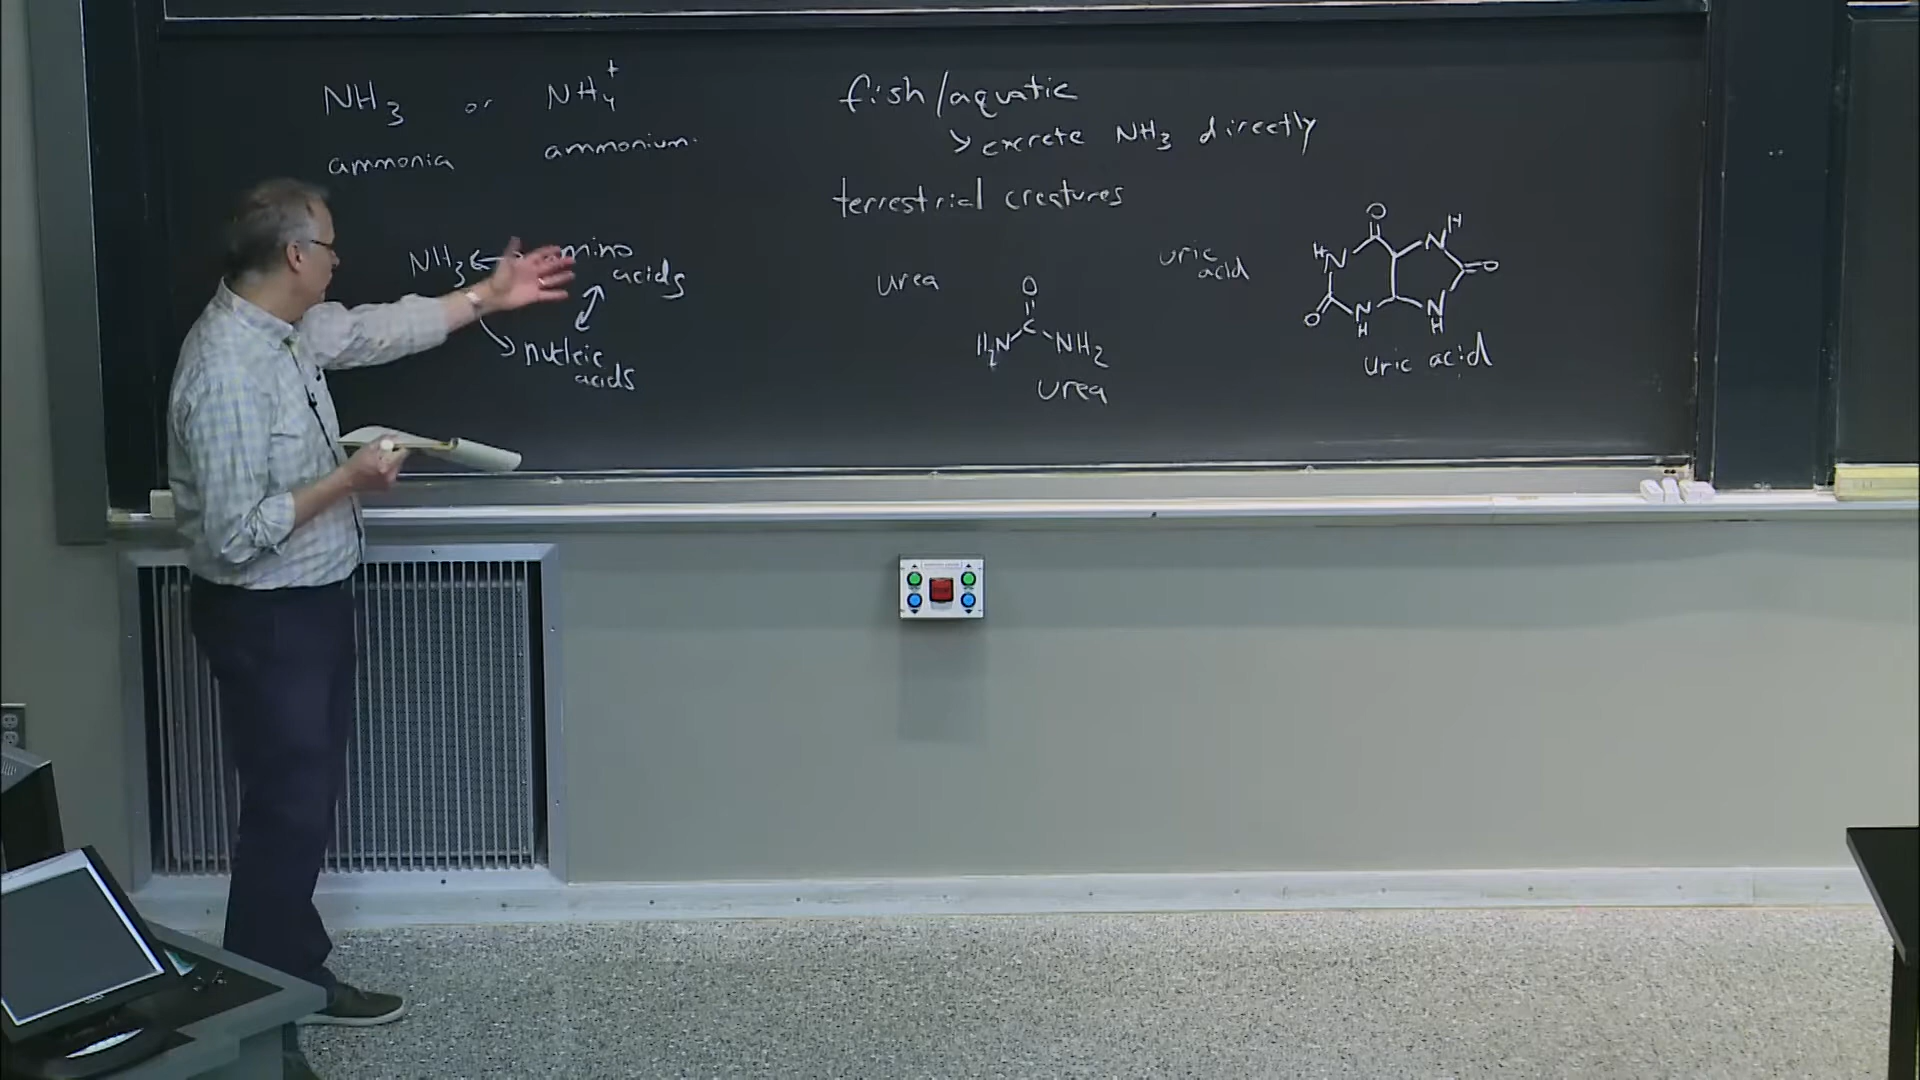 NH3 or NH4+
ammonia ammonium
NH3 amino
acids
nucleic
acids
fish/aquatic
> excrete NH3 directly
terrestrial creatures
urea
O
C
H2N NH2
urea
uric
acid
O
H
HN N
O
O N N
H H
uric acid